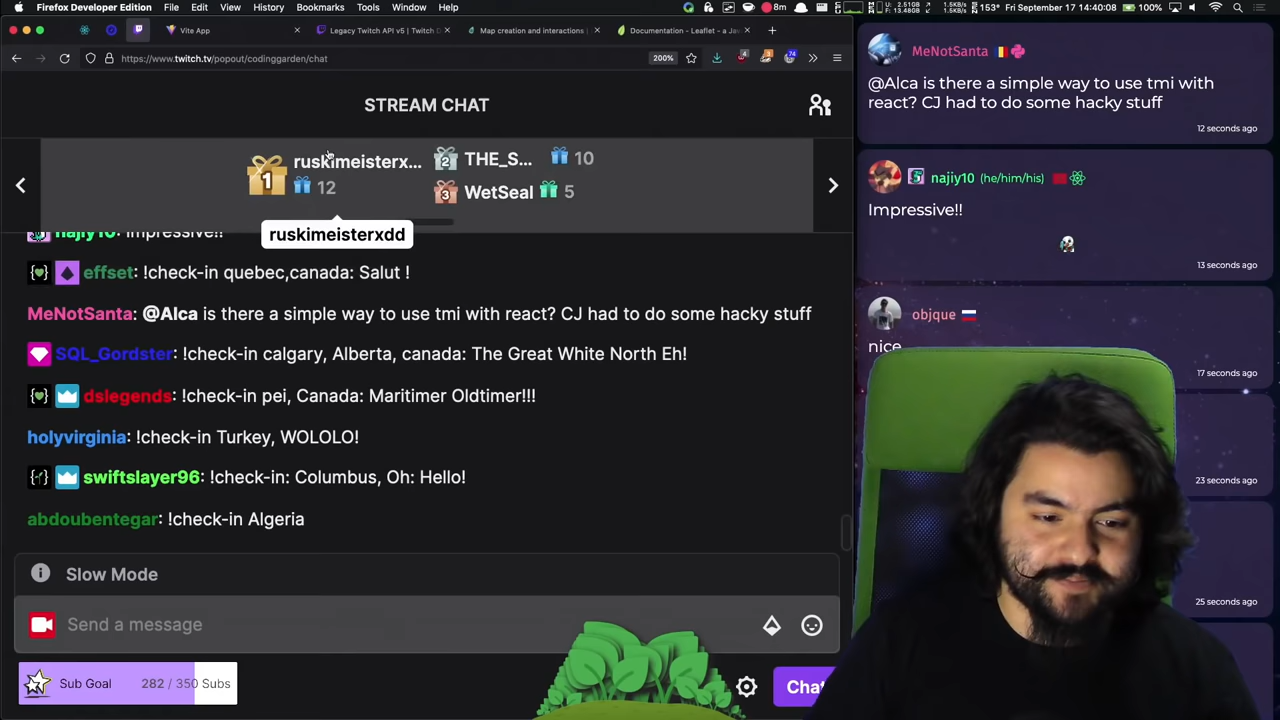 Firefox Developer Edition File Edit View History Bookmarks Tools Window Help
8m
153° Fri September 17 14:40:08 100%
Vite App
Legacy Twitch API v5 | Twitch D
Map creation and interactions
Documentation - Leaflet - a Ja
https://www.twitch.tv/popout/codinggarden/chat
200%
STREAM CHAT
1 ruskimeisterx... 12
2 THE_S... 10
3 WetSeal 5
ruskimeisterxdd
najiy10: Impressive!!
effset: !check-in quebec,canada: Salut !
MeNotSanta: @Alca is there a simple way to use tmi with react? CJ had to do some hacky stuff
SQL_Gordster: !check-in calgary, Alberta, canada: The Great White North Eh!
dslegends: !check-in pei, Canada: Maritimer Oldtimer!!!
holyvirginia: !check-in Turkey, WOLOLO!
swiftslayer96: !check-in: Columbus, Oh: Hello!
abdoubentegar: !check-in Algeria
Slow Mode
Send a message
Sub Goal 282 / 350 Subs
Chat
MeNotSanta
@Alca is there a simple way to use tmi with
react? CJ had to do some hacky stuff
12 seconds ago
najiy10 (he/him/his)
Impressive!!
13 seconds ago
objque
nice
17 seconds ago
23 seconds ago
25 seconds ago